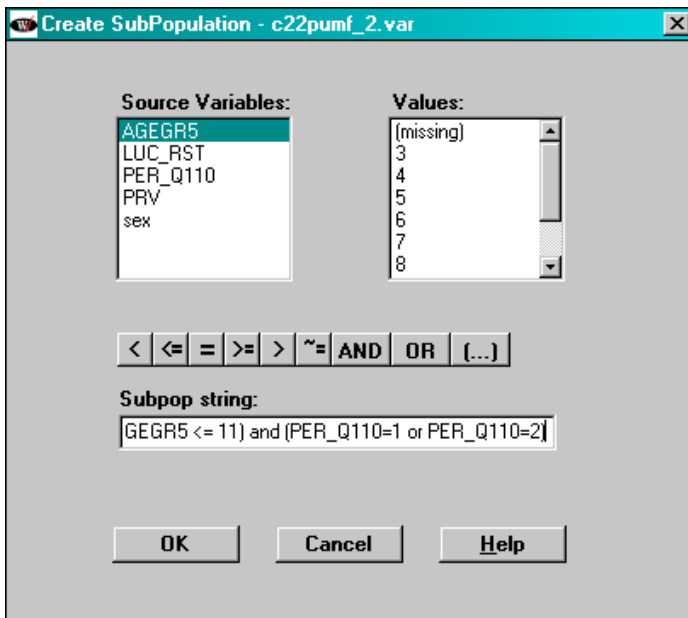 Create SubPopulation - c22pumf_2.var
Source Variables:
AGEGR5
LUC_RST
PER_Q110
PRV
sex
Values:
(missing)
3
4
5
6
7
8
< <= = >= > ~= AND OR (...)
Subpop string:
GEGR5 <= 11) and (PER_Q110=1 or PER_Q110=2)
OK Cancel Help